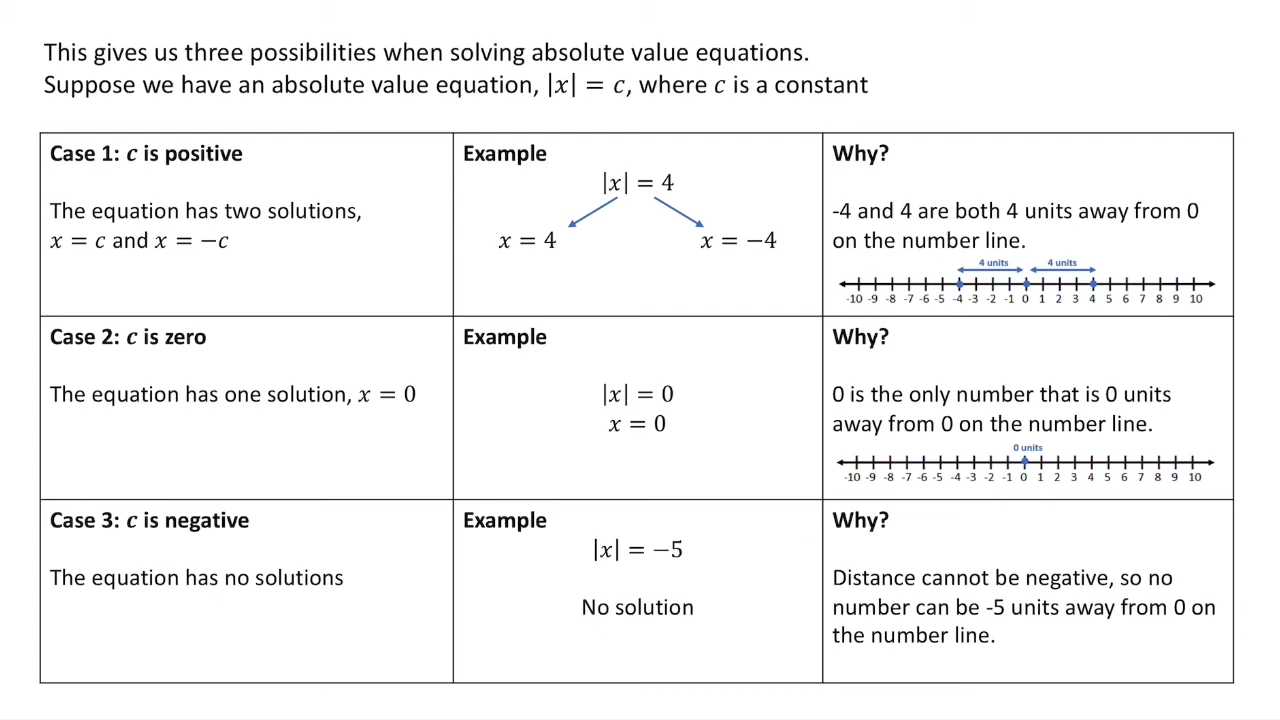 This gives us three possibilities when solving absolute value equations.
Suppose we have an absolute value equation, |𝑥| = 𝑐, where 𝑐 is a constant
Case 1: 𝒄 is positive
The equation has two solutions,
𝑥 = 𝑐 and 𝑥 = −𝑐
Example
|𝑥| = 4
𝑥 = 4 𝑥 = −4
Why?
-4 and 4 are both 4 units away from 0
on the number line.
4 units 4 units
-10 -9 -8 -7 -6 -5 -4 -3 -2 -1 0 1 2 3 4 5 6 7 8 9 10
Case 2: 𝒄 is zero
The equation has one solution, 𝑥 = 0
Example
|𝑥| = 0
𝑥 = 0
Why?
0 is the only number that is 0 units
away from 0 on the number line.
0 units
-10 -9 -8 -7 -6 -5 -4 -3 -2 -1 0 1 2 3 4 5 6 7 8 9 10
Case 3: 𝒄 is negative
The equation has no solutions
Example
|𝑥| = −5
No solution
Why?
Distance cannot be negative, so no
number can be -5 units away from 0 on
the number line.